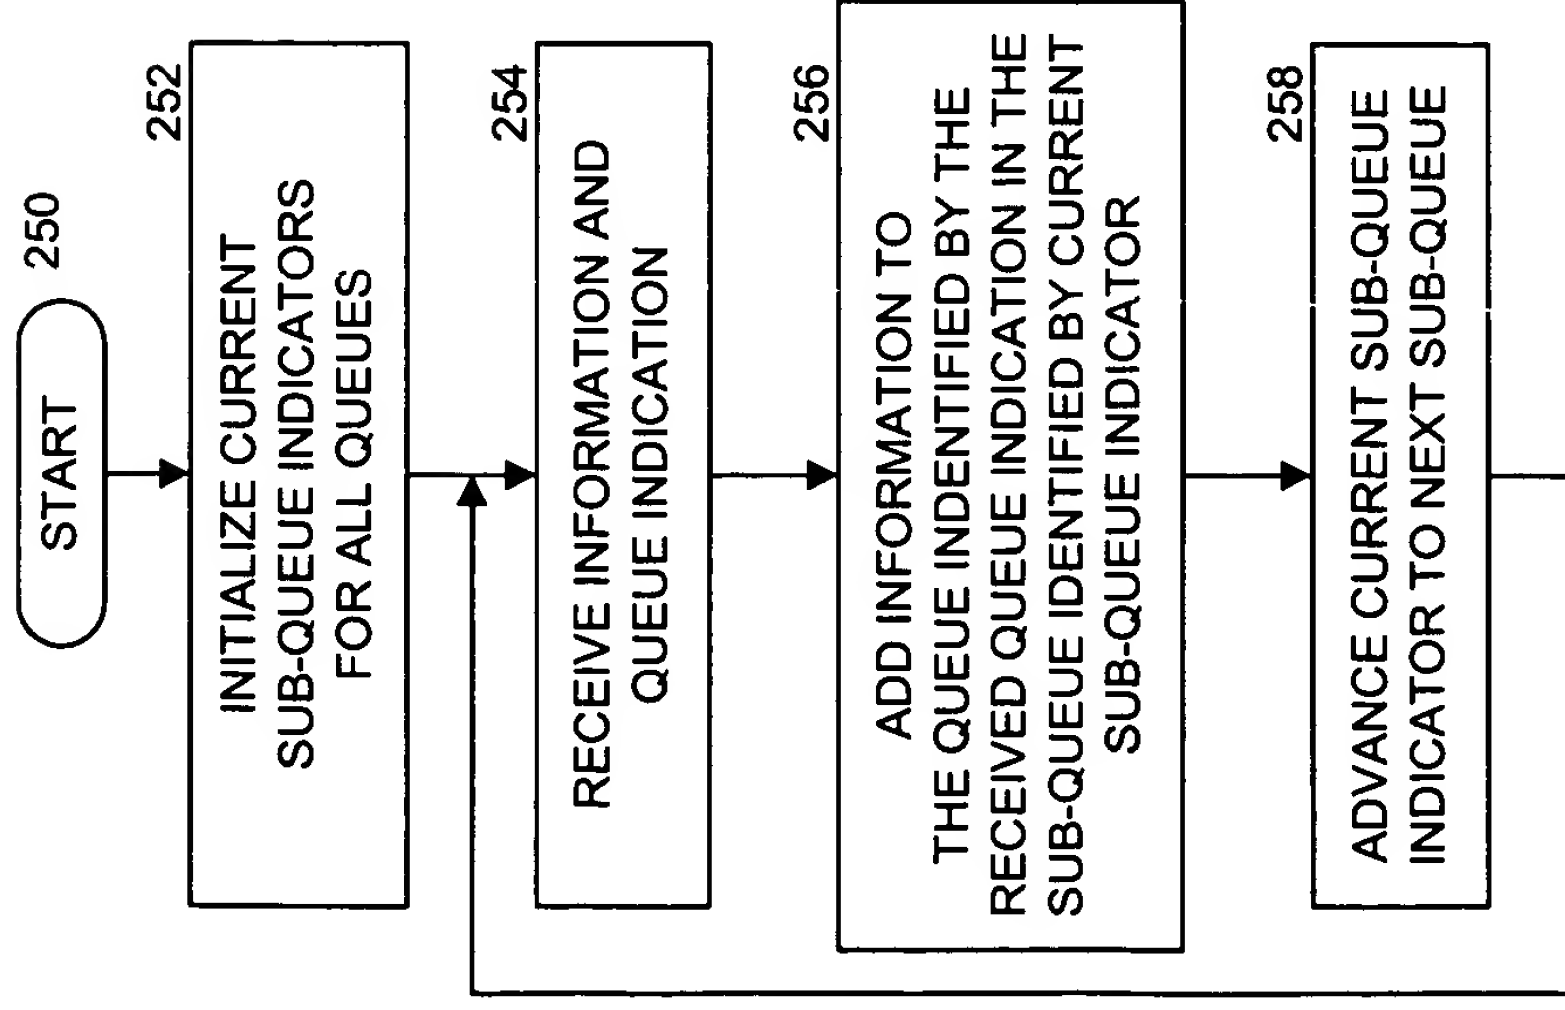 START
250
252
INITIALIZE CURRENT
SUB-QUEUE INDICATORS
FOR ALL QUEUES
254
RECEIVE INFORMATION AND
QUEUE INDICATION
256
ADD INFORMATION TO
THE QUEUE INDENTIFIED BY THE
RECEIVED QUEUE INDICATION IN THE
SUB-QUEUE IDENTIFIED BY CURRENT
SUB-QUEUE INDICATOR
258
ADVANCE CURRENT SUB-QUEUE
INDICATOR TO NEXT SUB-QUEUE